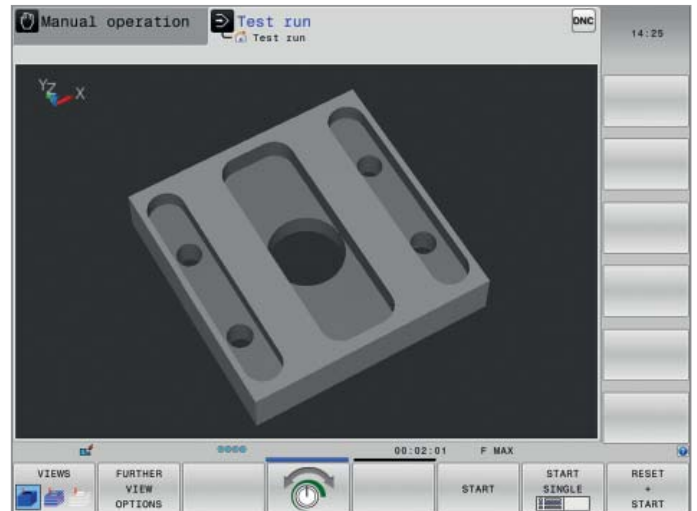 Manual operation
Test run
DNC
Test run
14:25
YZ X
00:02:01 F MAX
VIEWS
FURTHER
VIEW
OPTIONS
START
START
SINGLE
RESET
+
START